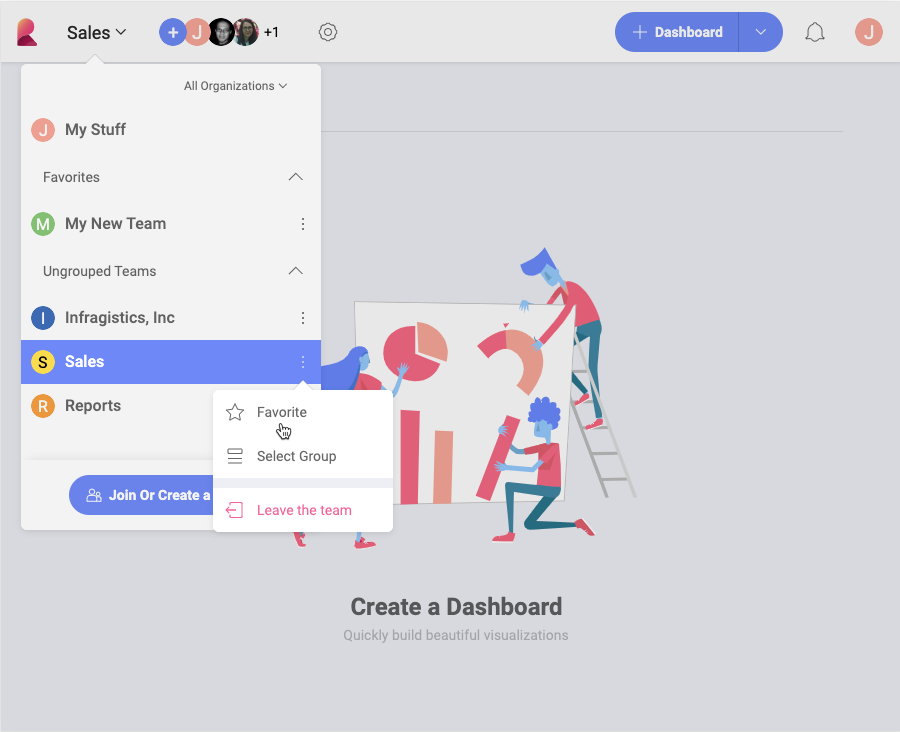 Sales
J
+1
Dashboard
J
All Organizations
J My Stuff
Favorites
M My New Team
Ungrouped Teams
I Infragistics, Inc
S Sales
R Reports
Favorite
Select Group
Join Or Create a
Leave the team
Create a Dashboard
Quickly build beautiful visualizations